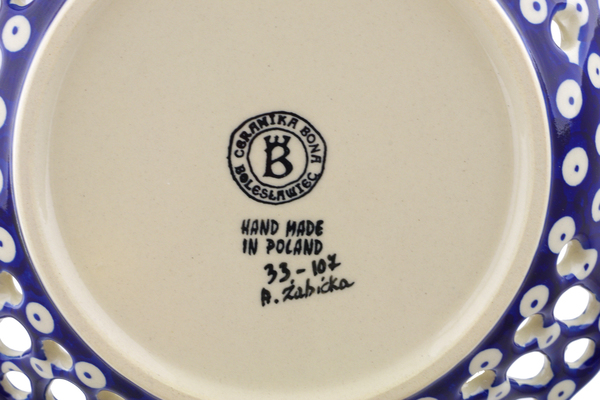 CERAMIKA BONA
B
BOLESŁAWIEC
HAND MADE
IN POLAND
33-107
A. Żabicka